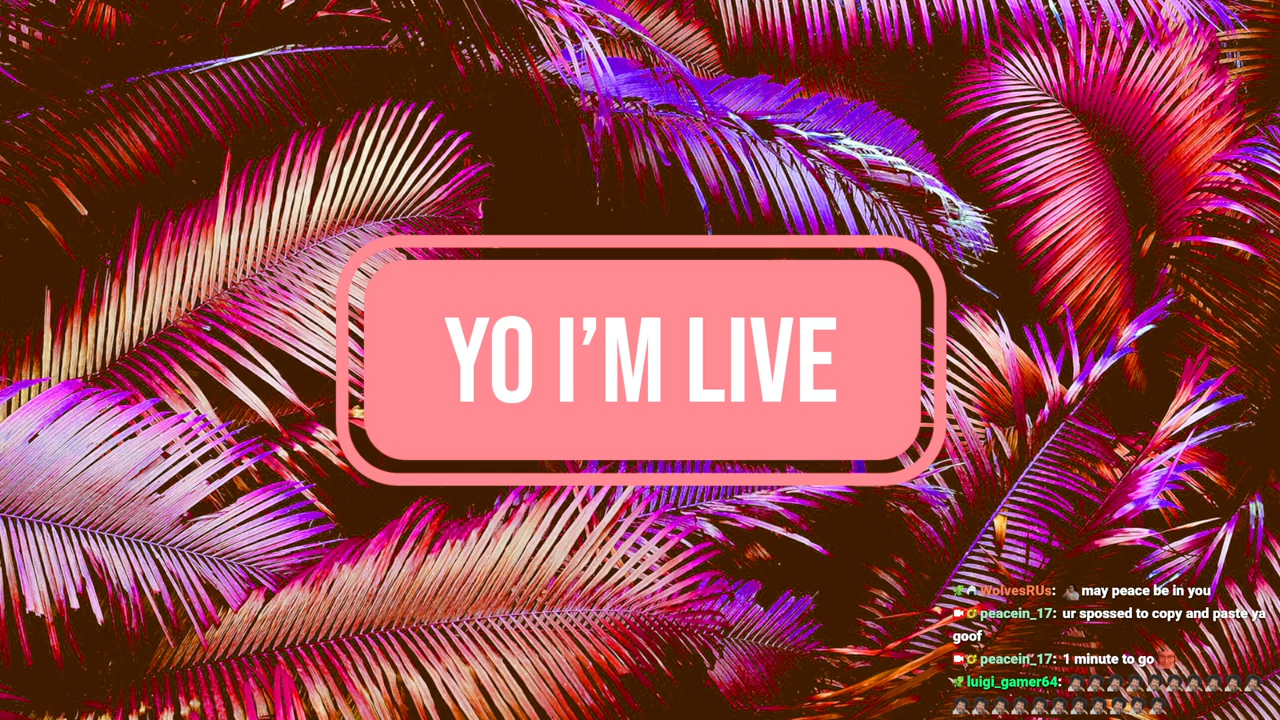 YO I’M LIVE
WolvesRUs: may peace be in you
peacein_17: ur spossed to copy and paste ya
goof
peacein_17: 1 minute to go
luigi_gamer64: